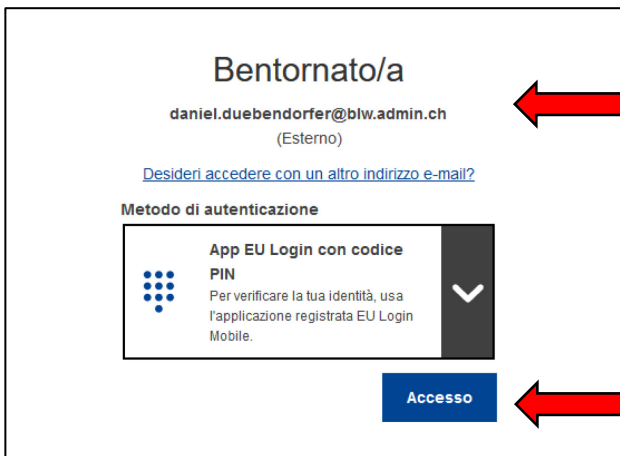 Bentornato/a
daniel.duebendorfer@blw.admin.ch
(Esterno)
Desideri accedere con un altro indirizzo e-mail?
Metodo di autenticazione
App EU Login con codice
PIN
Per verificare la tua identità, usa
l'applicazione registrata EU Login
Mobile.
Accesso